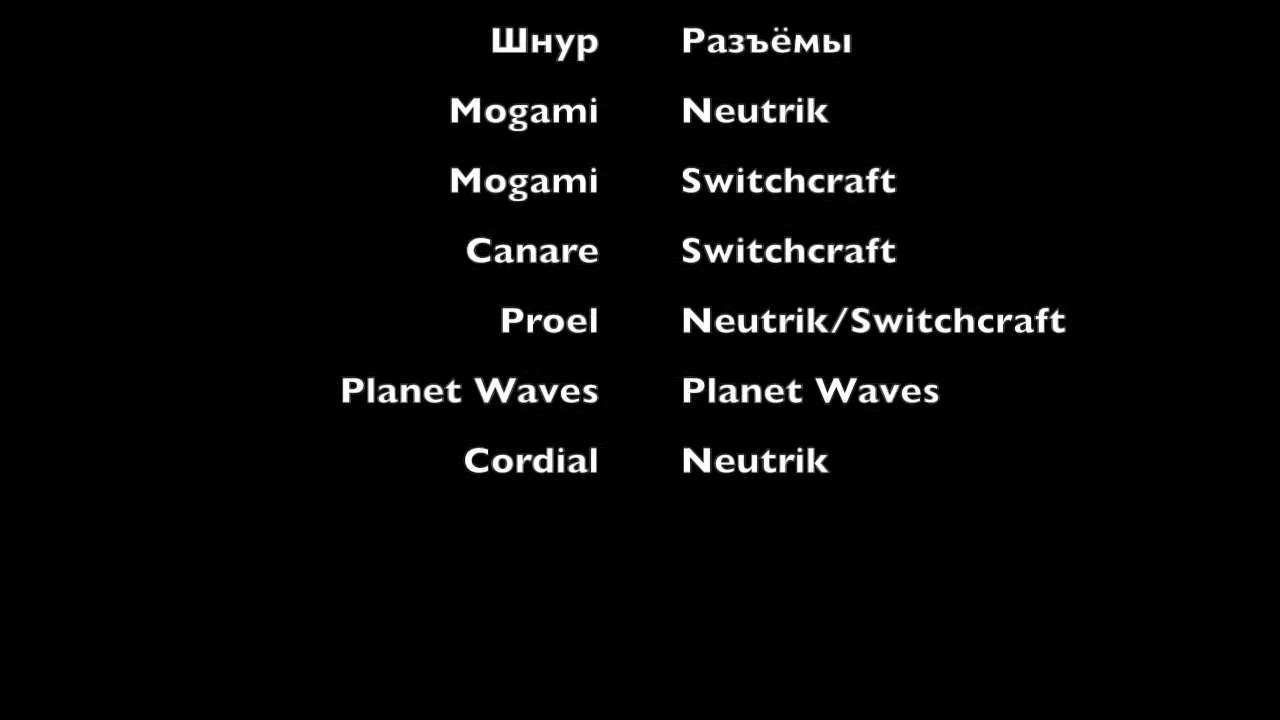 Шнур Разъёмы
Mogami Neutrik
Mogami Switchcraft
Canare Switchcraft
Proel Neutrik/Switchcraft
Planet Waves Planet Waves
Cordial Neutrik